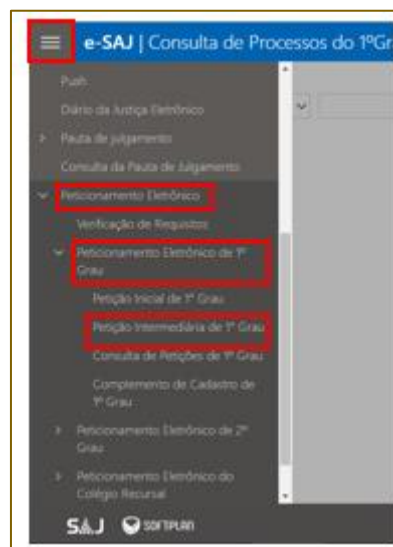 e-SAJ | Consulta de Processos do 1ºGr
Push
Diário da Justiça Eletrônico
Pauta de julgamento
Consulta da Pauta de Julgamento
Peticionamento Eletrônico
Verificação de Requisitos
Peticionamento Eletrônico de 1º
Grau
Petição Inicial de 1º Grau
Petição Intermediária de 1º Grau
Consulta de Petições de 1º Grau
Complemento de Cadastro de
1º Grau
Peticionamento Eletrônico de 2º
Grau
Peticionamento Eletrônico do
Colégio Recursal
SAJ SOFTPLAN